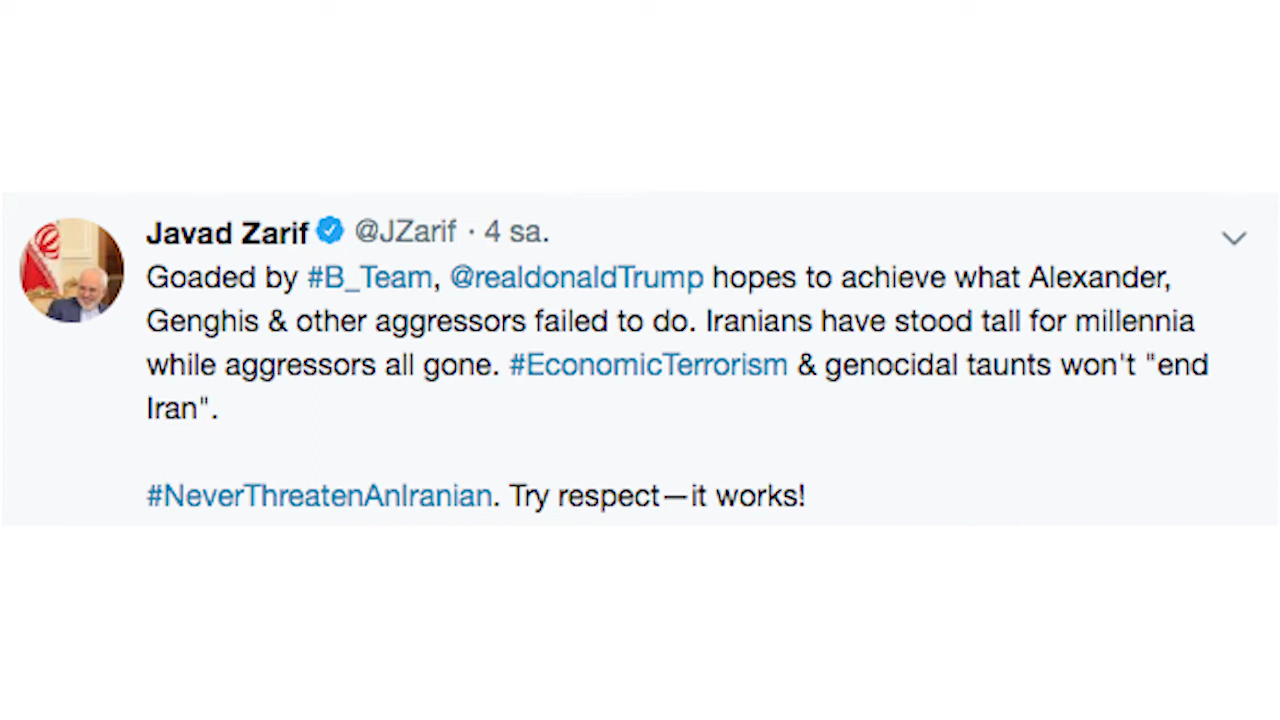 Javad Zarif @JZarif · 4 sa.
Goaded by #B_Team, @realdonaldTrump hopes to achieve what Alexander,
Genghis & other aggressors failed to do. Iranians have stood tall for millennia
while aggressors all gone. #EconomicTerrorism & genocidal taunts won't "end
Iran".
#NeverThreatenAnIranian. Try respect—it works!